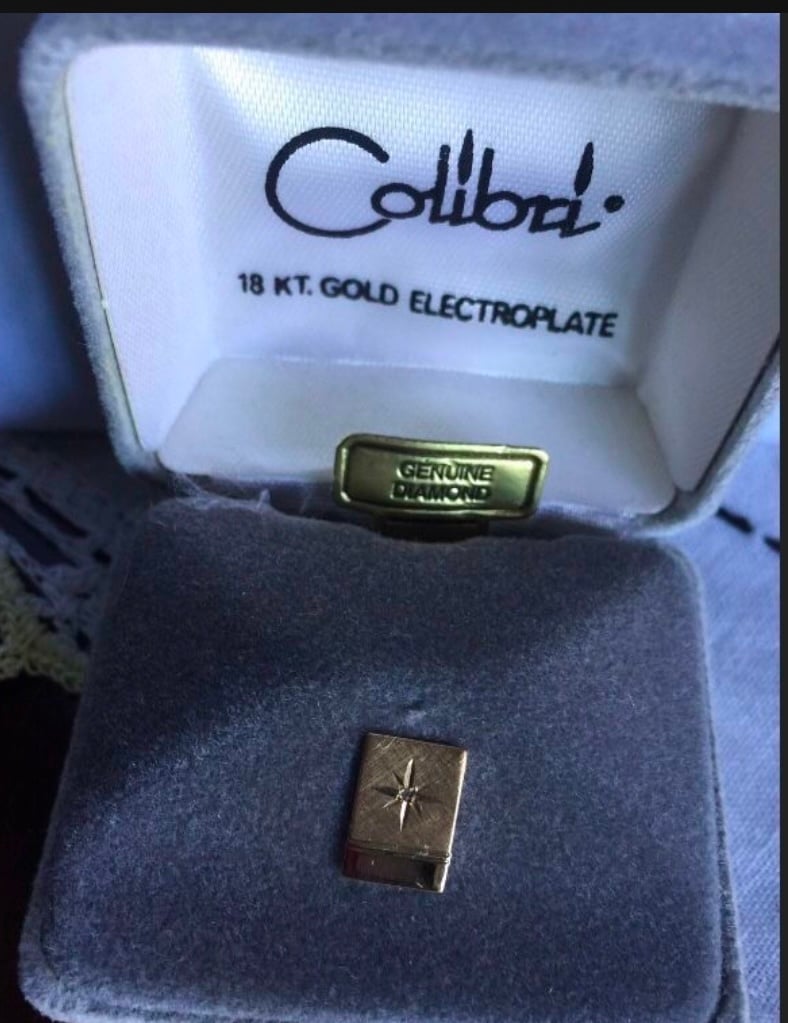 Colibri
18 KT. GOLD ELECTROPLATE
GENUINE
DIAMOND